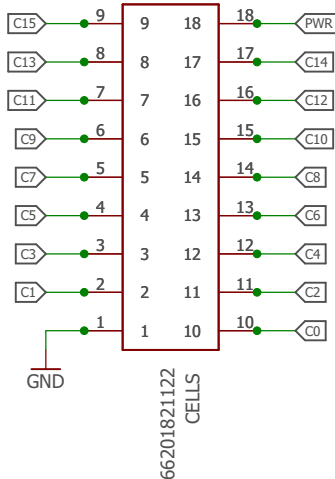 C15 9 9 18 18 PWR
C13 8 8 17 17 C14
C11 7 7 16 16 C12
C9 6 6 15 15 C10
C7 5 5 14 14 C8
C5 4 4 13 13 C6
C3 3 3 12 12 C4
C1 2 2 11 11 C2
1 1 10 10 C0
GND
66201821122
CELLS